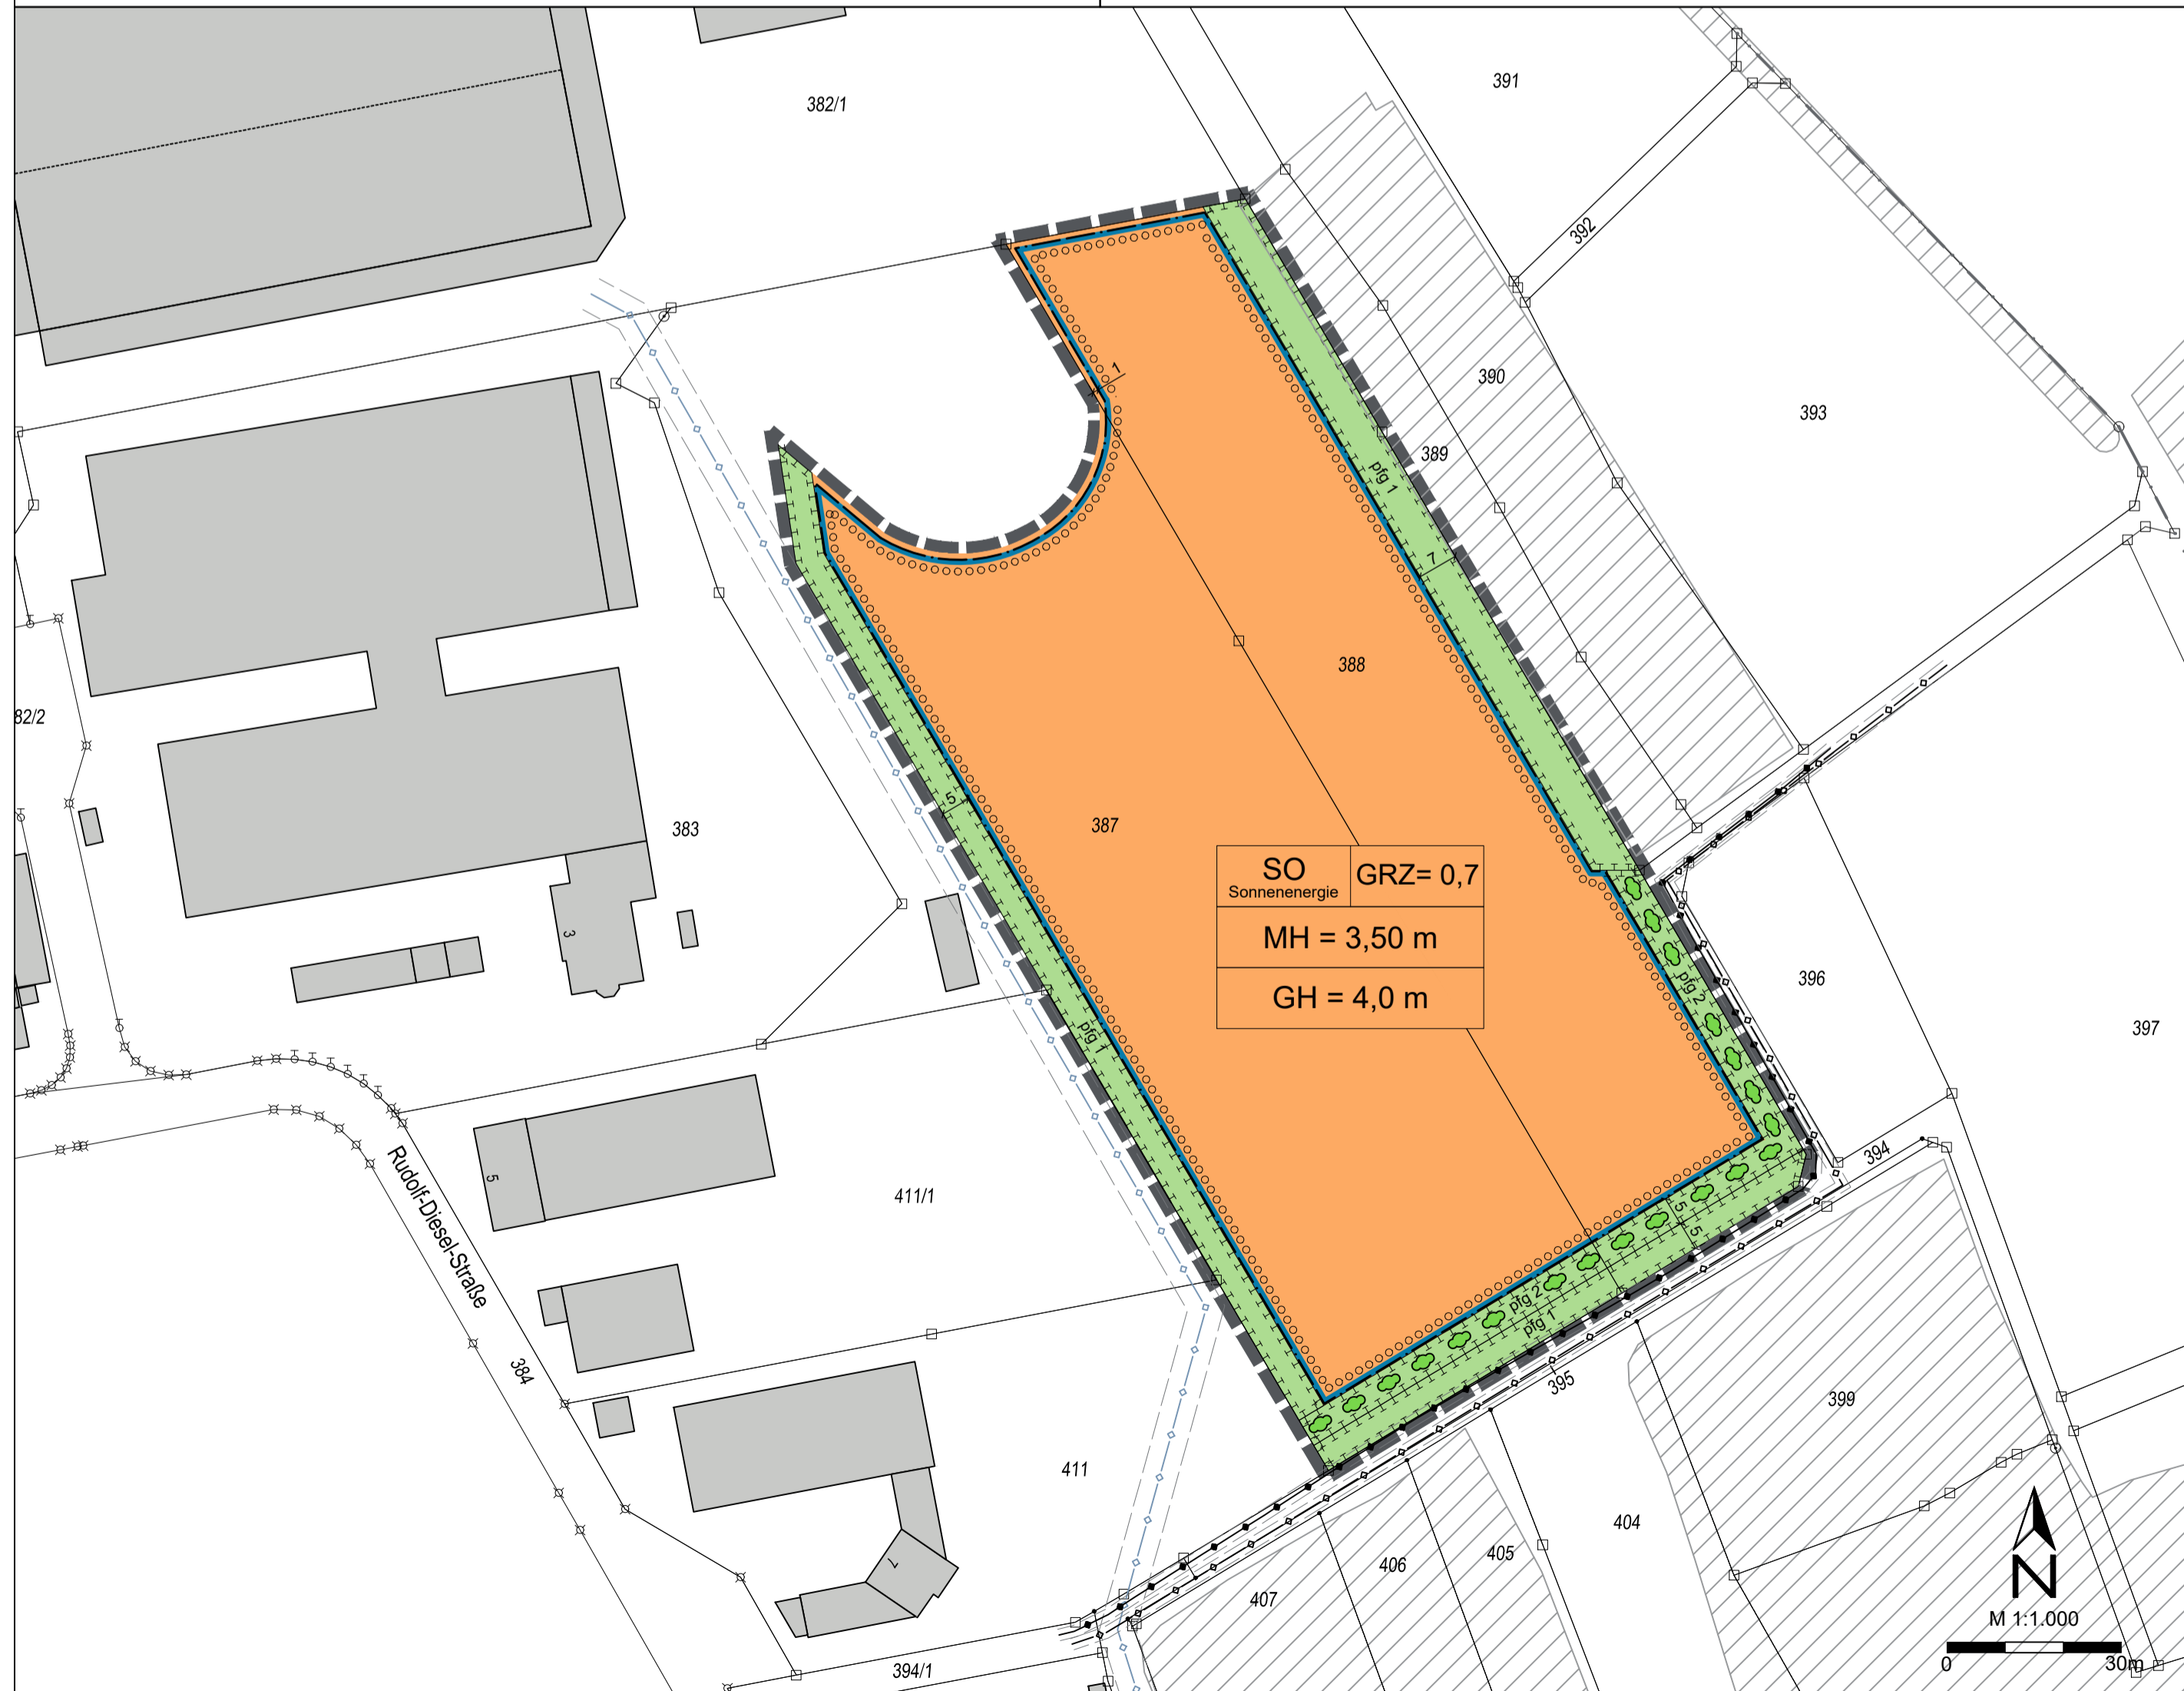 391
382/1
392
1
390
393
389
pfg 1
7
388
82/2
5
387
383
SO
Sonnenenergie
GRZ= 0,7
MH = 3,50 m
GH = 4,0 m
3
pfg 2
396
397
pfg 1
394
5
411/1
5
5
Rudolf-Diesel-Straße
pfg 2
pfg 1
384
395
399
411
404
405
406
7
407
N
M 1:1.000
0
30m
394/1